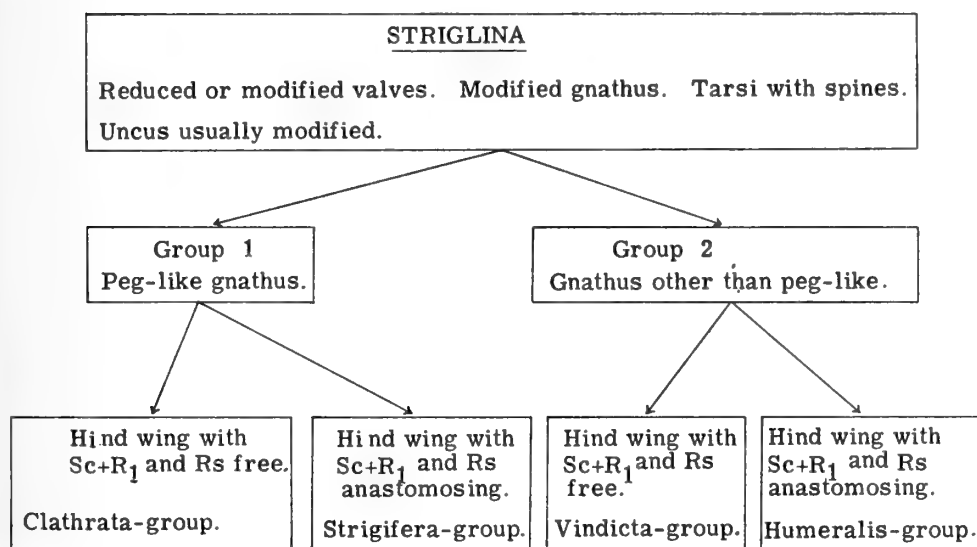 STRIGLINA
Reduced or modified valves. Modified gnathus. Tarsi with spines.
Uncus usually modified.
Group 1
Peg-like gnathus.
Group 2
Gnathus other than peg-like.
Hind wing with
Sc+R1 and Rs free.
Clathrata-group.
Hind wing with
Sc+R1 and Rs
anastomosing.
Strigifera-group.
Hind wing with
Sc+R1 and Rs
free.
Vindicta-group.
Hind wing with
Sc+R1 and Rs
anastomosing.
Humeralis-group.